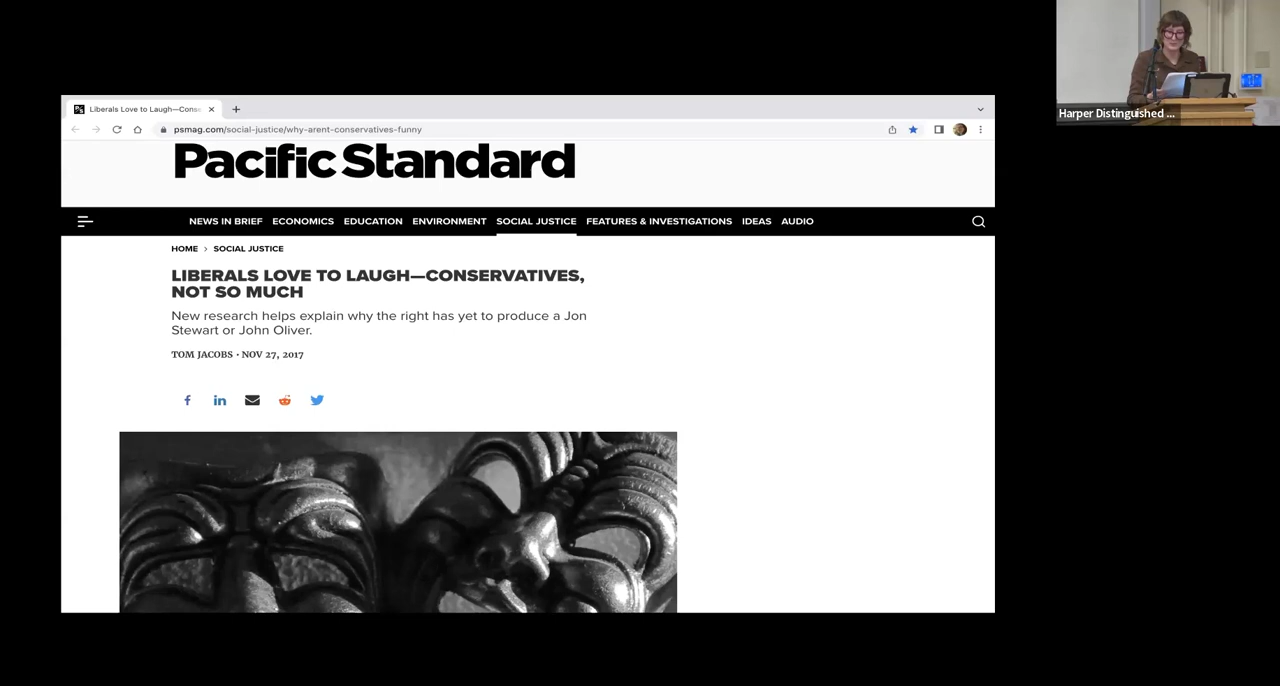 Liberals Love to Laugh—Conse
psmag.com/social-justice/why-arent-conservatives-funny
Pacific Standard
NEWS IN BRIEF ECONOMICS EDUCATION ENVIRONMENT SOCIAL JUSTICE FEATURES & INVESTIGATIONS IDEAS AUDIO
HOME > SOCIAL JUSTICE
LIBERALS LOVE TO LAUGH—CONSERVATIVES,
NOT SO MUCH
New research helps explain why the right has yet to produce a Jon
Stewart or John Oliver.
TOM JACOBS • NOV 27, 2017
Harper Distinguished ...